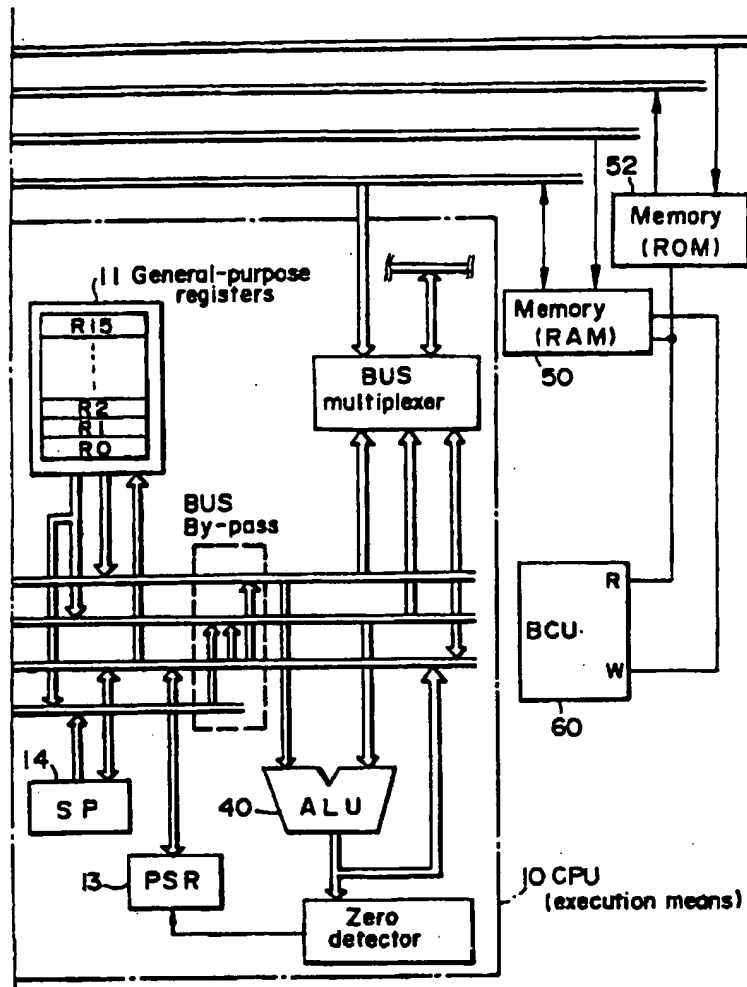 52
Memory
(ROM)
11 General-purpose
registers
R15
R2
R1
R0
Memory
(RAM)
50
BUS
multiplexer
BUS
By-pass
R
BCU
W
60
14
SP
40
ALU
13
PSR
Zero
detector
10 CPU
(execution means)